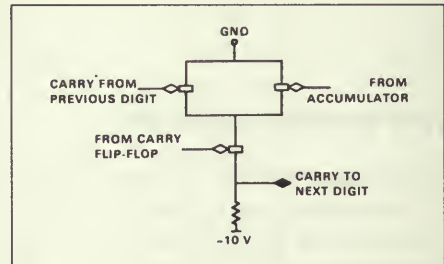 GND
CARRY FROM
PREVIOUS DIGIT
FROM
ACCUMULATOR
FROM CARRY
FLIP-FLOP
CARRY TO
NEXT DIGIT
-10 V